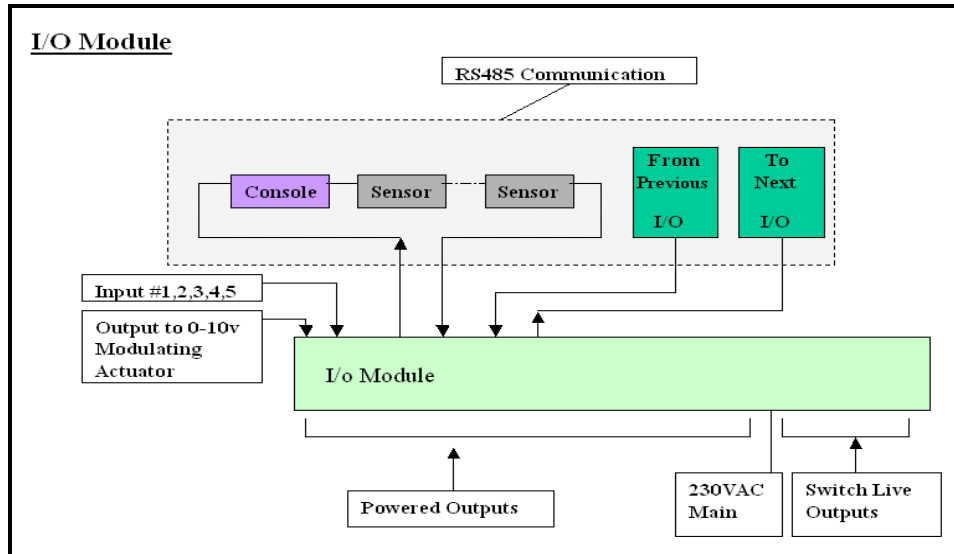 I/O Module
RS485 Communication
Console
Sensor
Sensor
From
Previous
I/O
To
Next
I/O
Input #1,2,3,4,5
Output to 0-10v
Modulating
Actuator
I/o Module
Powered Outputs
230VAC
Main
Switch Live
Outputs